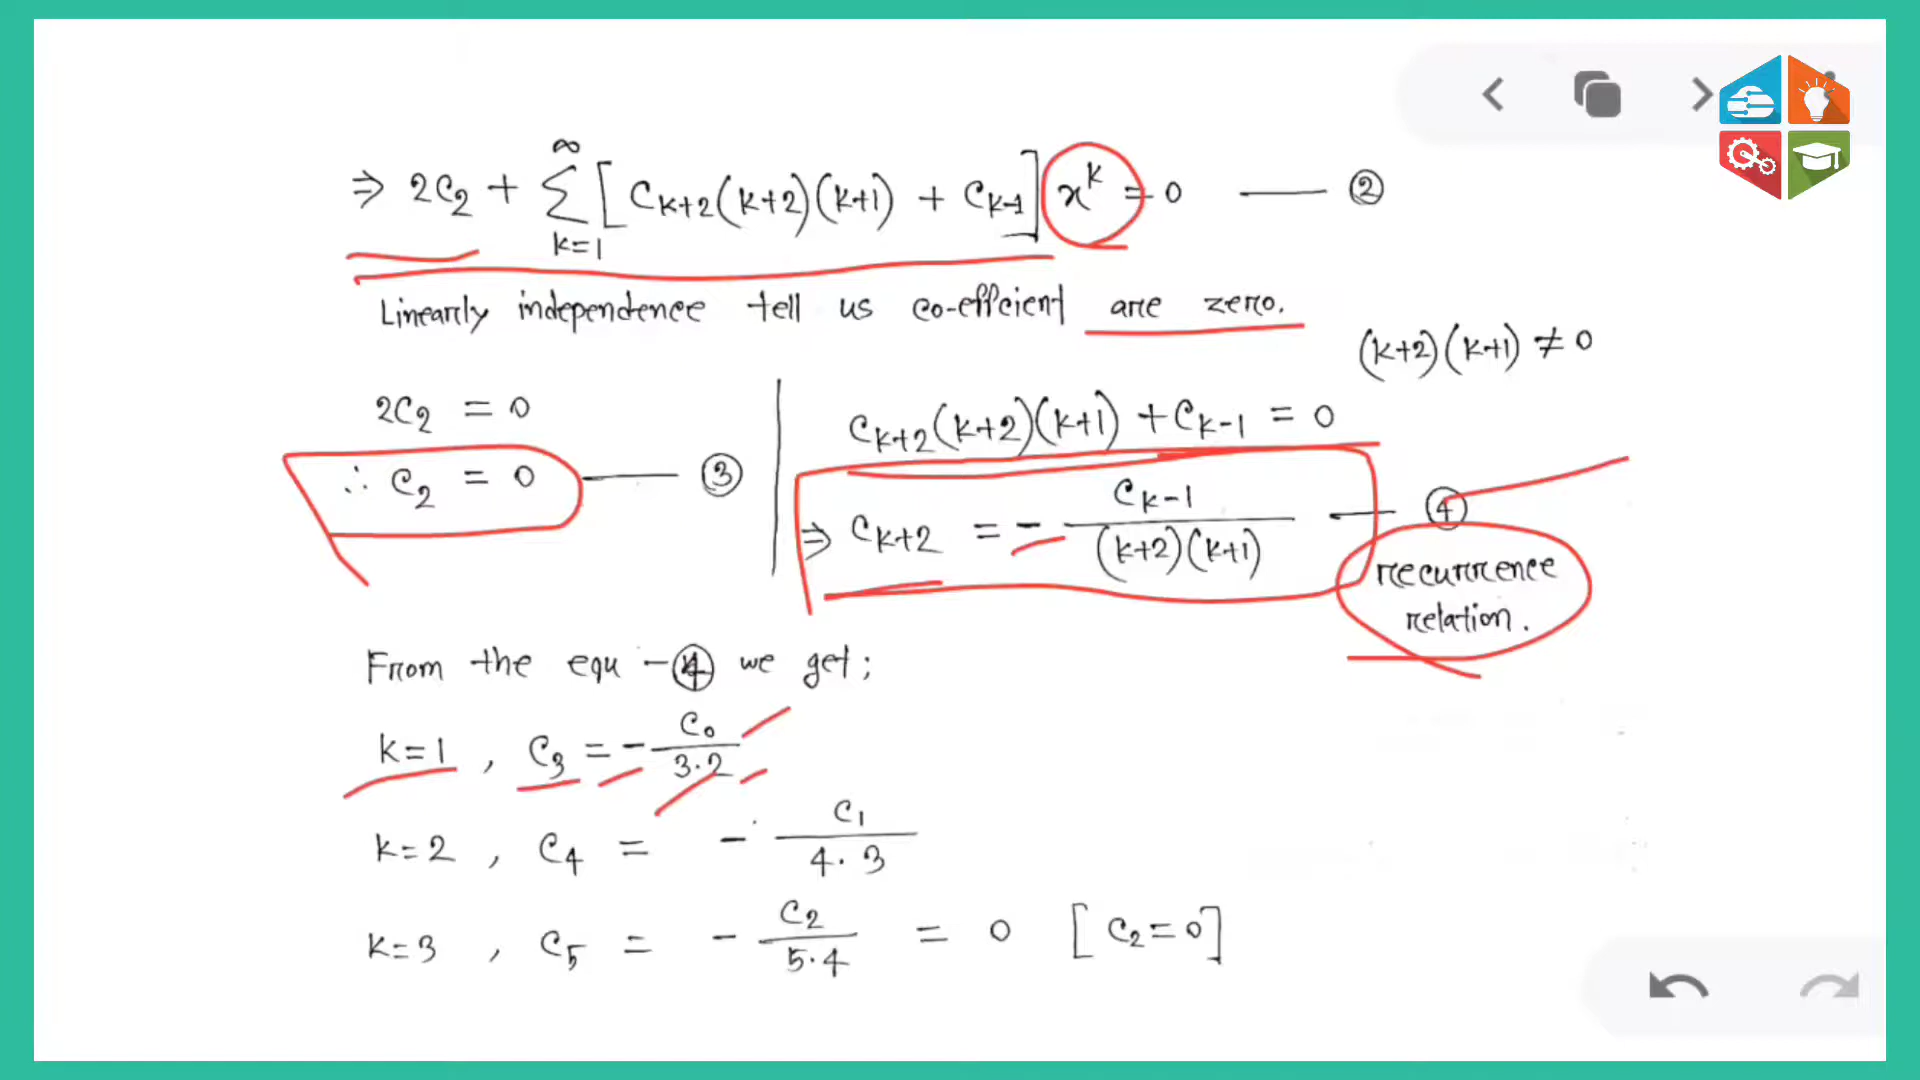 ⇒ 2C₂ + ∑_{k=1}^{∞} [C_{k+2}(k+2)(k+1) + C_{k-1}] x^k = 0 —— ②
Linearly independence tell us co-efficient are zero.
(k+2)(k+1) ≠ 0
2C₂ = 0
∴ C₂ = 0 —— ③
C_{k+2}(k+2)(k+1) + C_{k-1} = 0
⇒ C_{k+2} = - C_{k-1} / (k+2)(k+1) —— ④
recurrence
relation.
From the equ -④ we get;
k=1 , C₃ = - C₀ / 3·2
k=2 , C₄ = - C₁ / 4·3
k=3 , C₅ = - C₂ / 5·4 = 0 [C₂=0]